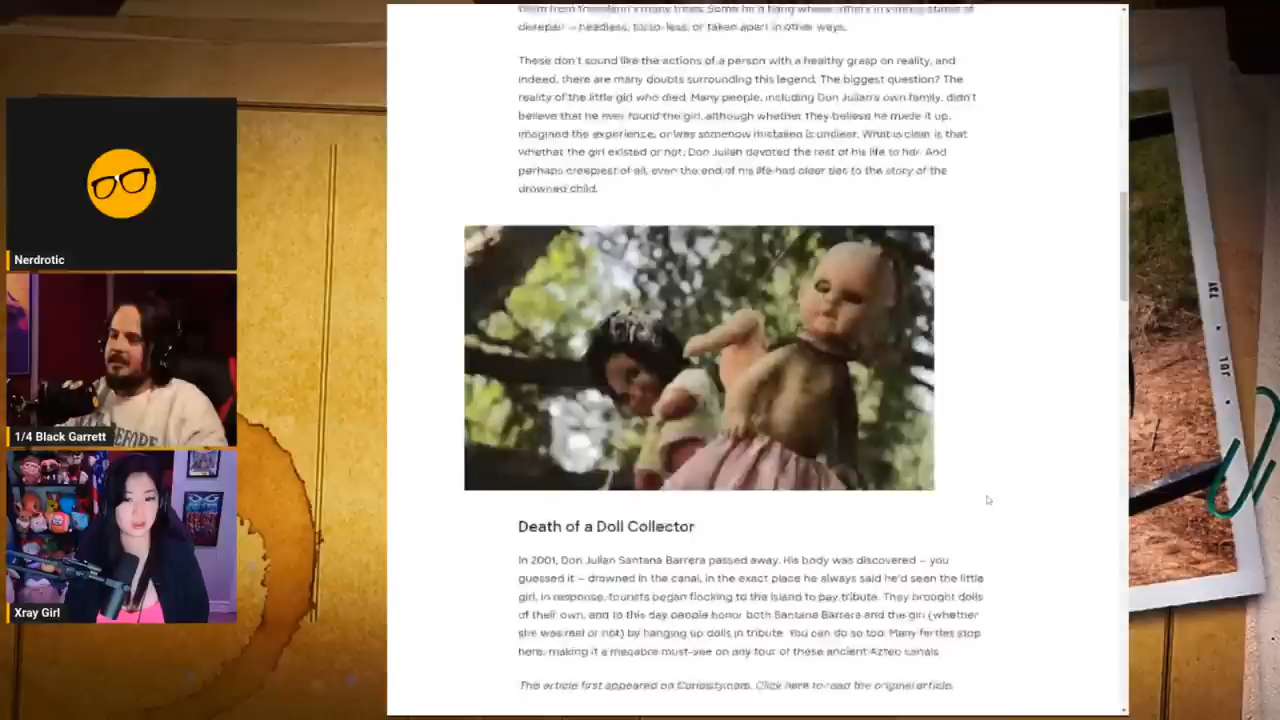 disrepair — headless, torso-less, or taken apart in other ways.
These don't sound like the actions of a person with a healthy grasp on reality, and
indeed, there are many doubts surrounding this legend. The biggest question? The
reality of the little girl who died. Many people, including Don Julian's own family, didn't
believe that he ever found the girl, although whether they believe he made it up,
imagined the experience, or was somehow mistaken is unclear. What is clear is that
whether the girl existed or not, Don Julian devoted the rest of his life to her. And
perhaps creepiest of all, even the end of his life had clear ties to the story of the
drowned child.
Nerdrotic
1/4 Black Garrett
Xray Girl
Death of a Doll Collector
In 2001, Don Julian Santana Barrera passed away. His body was discovered — you
guessed it — drowned in the canal, in the exact place he always said he'd seen the little
girl. In response, tourists began flocking to the island to pay tribute. They brought dolls
of their own, and to this day people honor both Santana Barrera and the girl (whether
she was real or not) by hanging up dolls in tribute. You can do so too. Many ferries stop
here, making it a macabre must-see on any tour of these ancient Aztec canals.
This article first appeared on Curiosity.com. Click here to read the original article.